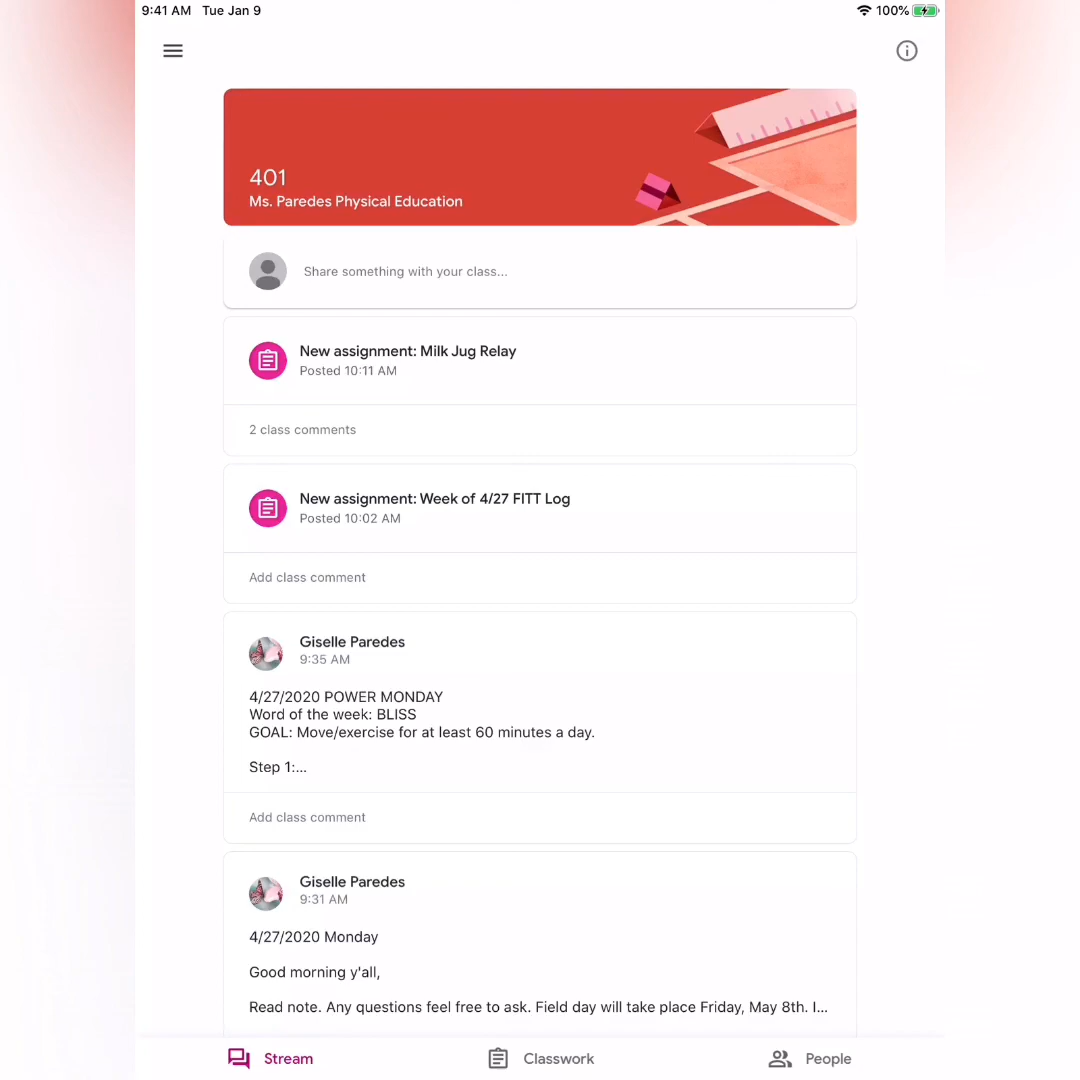 9:41 AM Tue Jan 9 100%
401
Ms. Paredes Physical Education
Share something with your class...
New assignment: Milk Jug Relay
Posted 10:11 AM
2 class comments
New assignment: Week of 4/27 FITT Log
Posted 10:02 AM
Add class comment
Giselle Paredes
9:35 AM
4/27/2020 POWER MONDAY
Word of the week: BLISS
GOAL: Move/exercise for at least 60 minutes a day.
Step 1:...
Add class comment
Giselle Paredes
9:31 AM
4/27/2020 Monday
Good morning y'all,
Read note. Any questions feel free to ask. Field day will take place Friday, May 8th. I...
Stream Classwork People